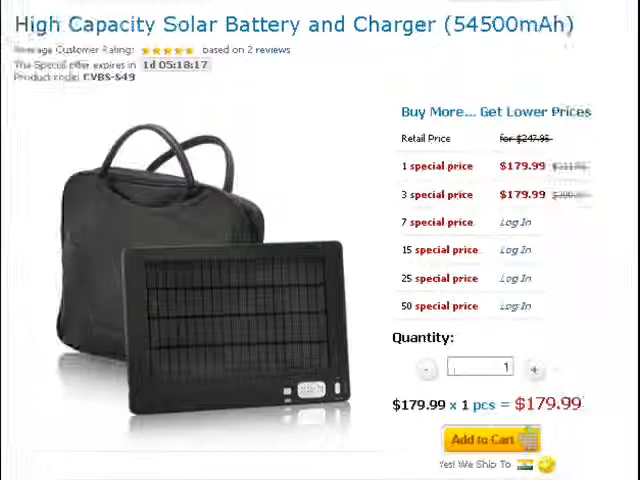 High Capacity Solar Battery and Charger (54500mAh)
Average Customer Rating: based on 2 reviews
The Special offer expires in 1d 05:18:17
Product code: CVBS-S49
Buy More... Get Lower Prices
Retail Price for $247.95
1 special price $179.99
3 special price $179.99
7 special price Log In
15 special price Log In
25 special price Log In
50 special price Log In
Quantity:
- 1 +
$179.99 x 1 pcs = $179.99
Add to Cart
Yes! We Ship To